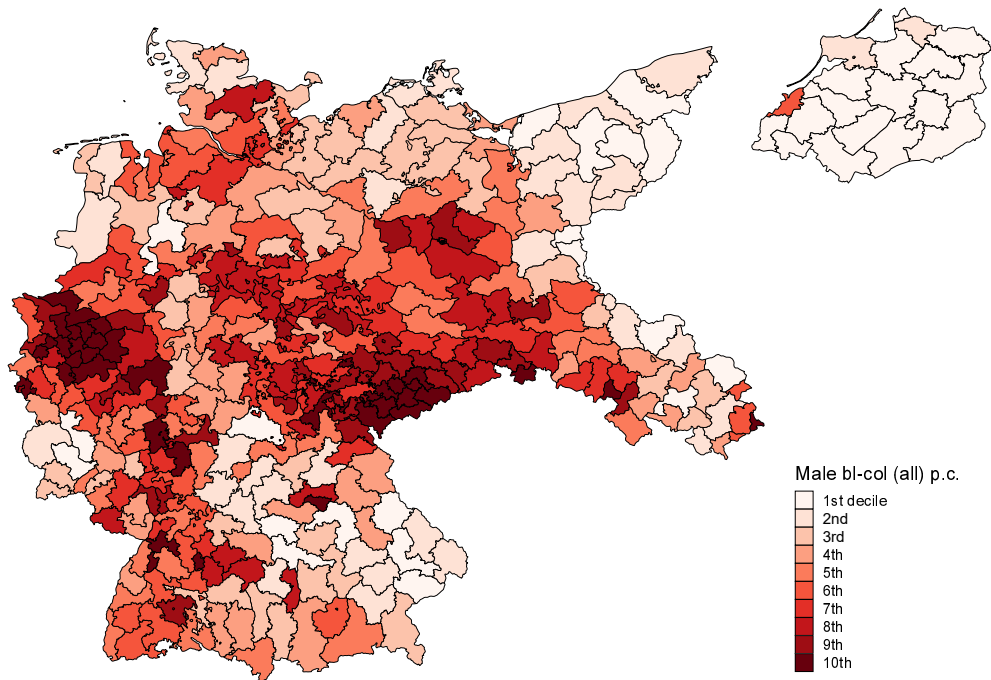 Male bl-col (all) p.c.
1st decile
2nd
3rd
4th
5th
6th
7th
8th
9th
10th